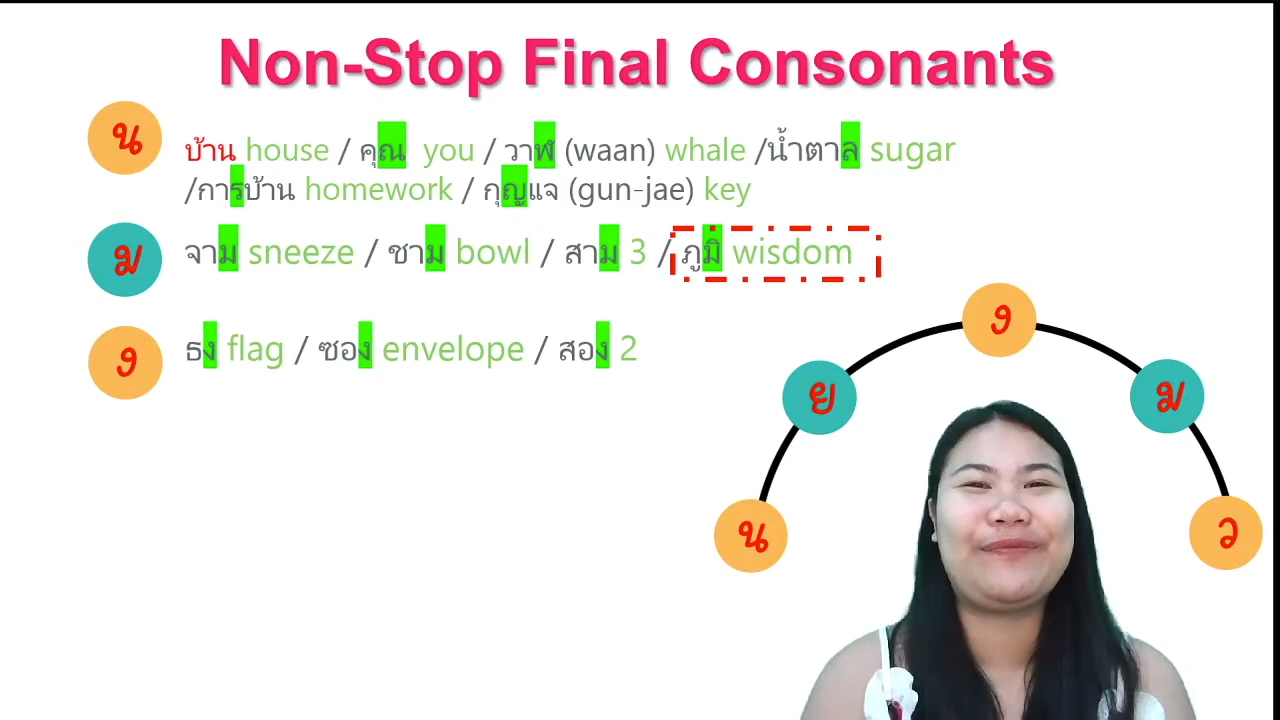 Non-Stop Final Consonants
น
บ้าน house / คุณ you / วาฬ (waan) whale /น้ำตาล sugar
/การบ้าน homework / กุญแจ (gun-jae) key
ม
จาม sneeze / ชาม bowl / สาม 3 / ภูมิ wisdom
ง
ธง flag / ซอง envelope / สอง 2
น
ย
ง
ม
ว